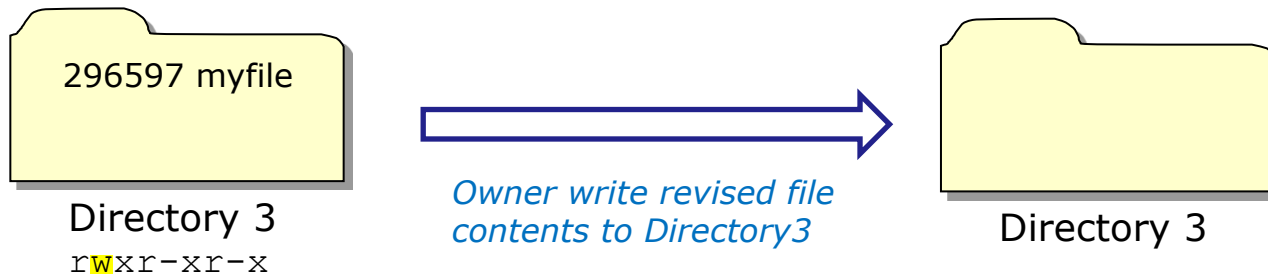 296597 myfile
Directory 3
rwxr-xr-x
Owner write revised file
contents to Directory3
Directory 3